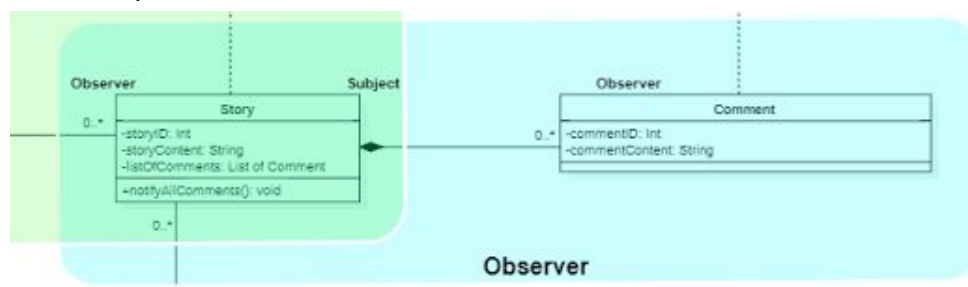 Observer
Subject
Story
0..*
-storyID: Int
-storyContent: String
-listOfComments: List of Comment
+notifyAllComments(): void
0..*
Observer
Comment
0..*
-commentID: Int
-commentContent: String
Observer